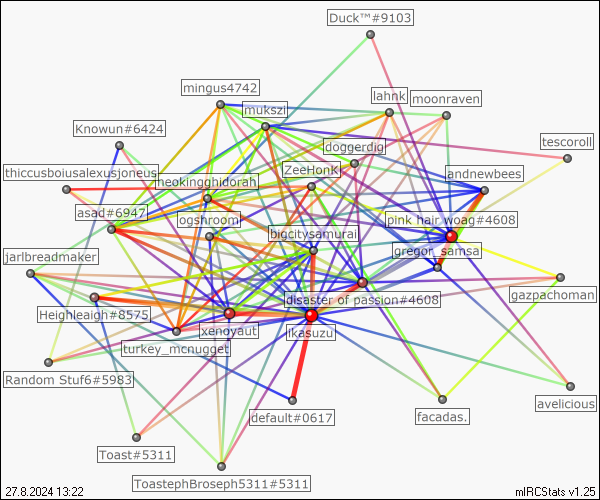 Duck™#9103
mingus4742
lahnk
moonraven
mukszi
Knowun#6424
doggerdig
tescoroll
thiccusboiusalexusjoneus
ZeeHonk
andnewbees
neokingghidorah
asad#6947
ogshroom
pink hair woag#4608
bigcitysamurai
jarlbreadmaker
gregor_samsa
disaster of passion#4608
gazpachoman
Heighleigh#8575
xenoyaut
ikasuzu
turkey_mcnugget
Random Stuf6#5983
default#0617
facadas.
avelicious
Toast#5311
ToastephBroseph5311#5311
27.8.2024 13:22
mIRCStats v1.25